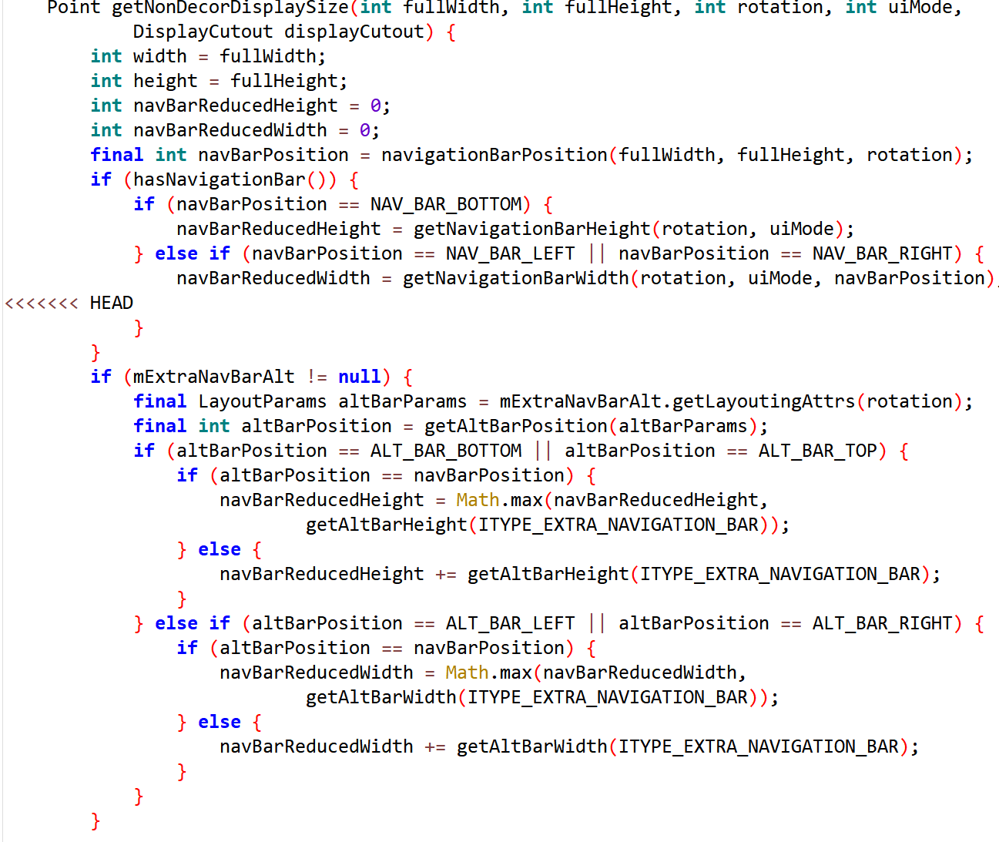 Point getNonDecorDisplaySize(int fullWidth, int fullHeight, int rotation, int uiMode,
DisplayCutout displayCutout) {
int width = fullWidth;
int height = fullHeight;
int navBarReducedHeight = 0;
int navBarReducedWidth = 0;
final int navBarPosition = navigationBarPosition(fullWidth, fullHeight, rotation);
if (hasNavigationBar()) {
if (navBarPosition == NAV_BAR_BOTTOM) {
navBarReducedHeight = getNavigationBarHeight(rotation, uiMode);
} else if (navBarPosition == NAV_BAR_LEFT || navBarPosition == NAV_BAR_RIGHT) {
navBarReducedWidth = getNavigationBarWidth(rotation, uiMode, navBarPosition);
<<<<<<< HEAD
}
}
if (mExtraNavBarAlt != null) {
final LayoutParams altBarParams = mExtraNavBarAlt.getLayoutingAttrs(rotation);
final int altBarPosition = getAltBarPosition(altBarParams);
if (altBarPosition == ALT_BAR_BOTTOM || altBarPosition == ALT_BAR_TOP) {
if (altBarPosition == navBarPosition) {
navBarReducedHeight = Math.max(navBarReducedHeight,
getAltBarHeight(ITYPE_EXTRA_NAVIGATION_BAR));
} else {
navBarReducedHeight += getAltBarHeight(ITYPE_EXTRA_NAVIGATION_BAR);
}
} else if (altBarPosition == ALT_BAR_LEFT || altBarPosition == ALT_BAR_RIGHT) {
if (altBarPosition == navBarPosition) {
navBarReducedWidth = Math.max(navBarReducedWidth,
getAltBarWidth(ITYPE_EXTRA_NAVIGATION_BAR));
} else {
navBarReducedWidth += getAltBarWidth(ITYPE_EXTRA_NAVIGATION_BAR);
}
}
}